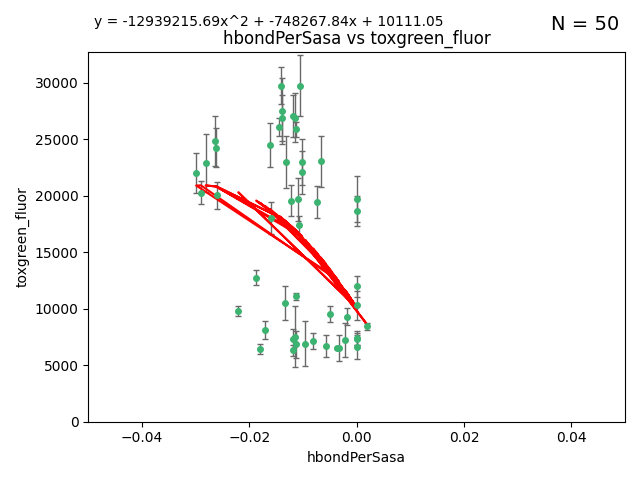 y = -12939215.69x^2 + -748267.84x + 10111.05
N = 50
hbondPerSasa vs toxgreen_fluor
30000
25000
20000
15000
10000
5000
0
toxgreen_fluor
−0.04
−0.02
0.00
0.02
0.04
hbondPerSasa